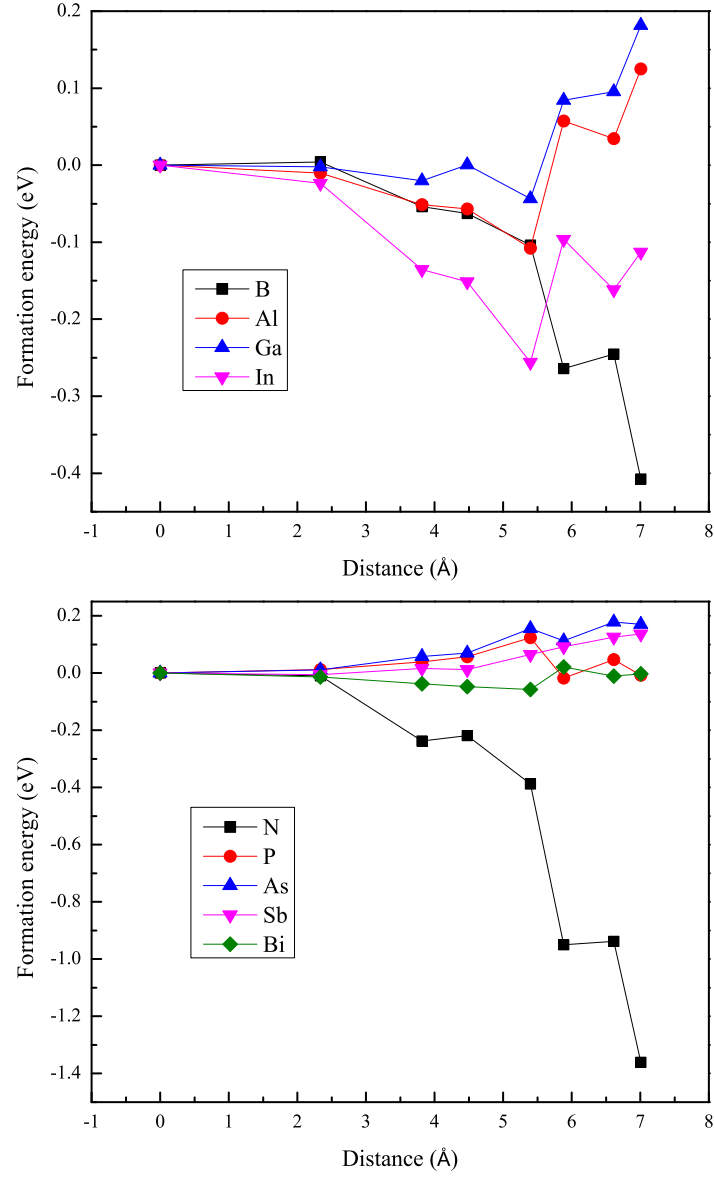 0.2
0.1
0.0
-0.1
-0.2
-0.3
-0.4
Formation energy (eV)
B
Al
Ga
In
-1 0 1 2 3 4 5 6 7 8
Distance (Å)
0.2
0.0
-0.2
-0.4
-0.6
-0.8
-1.0
-1.2
-1.4
Formation energy (eV)
N
P
As
Sb
Bi
-1 0 1 2 3 4 5 6 7 8
Distance (Å)